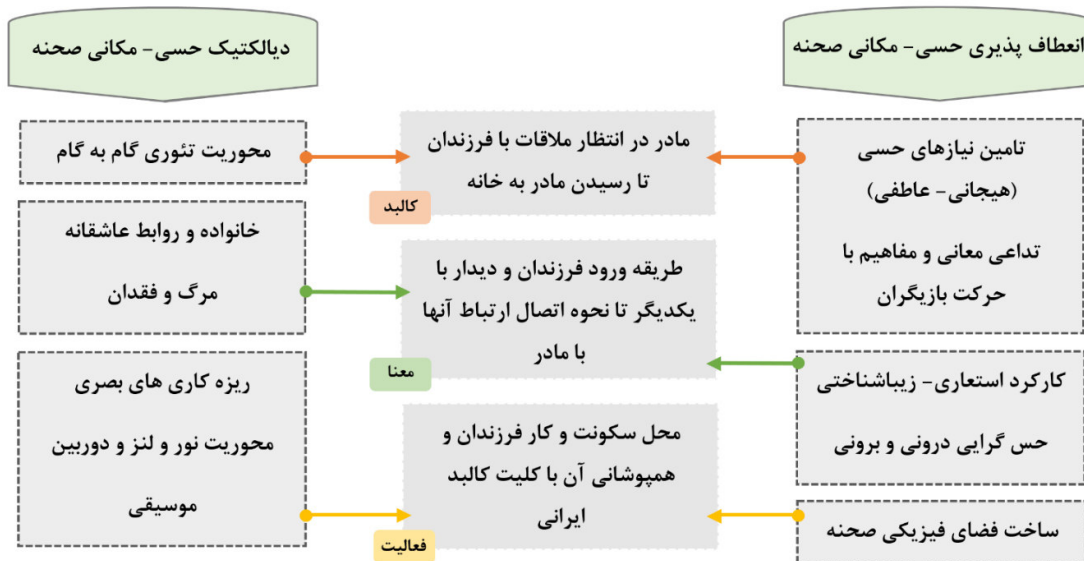 انعطاف پذیری حسی- مکانی صحنه
تامین نیازهای حسی
(هیجانی- عاطفی)
تداعی معانی و مفاهیم با
حرکت بازیگران
کارکرد استعاری- زیباشناختی
حس گرایی درونی و برونی
ساخت فضای فیزیکی صحنه
مادر در انتظار ملاقات با فرزندان
تا رسیدن مادر به خانه
کالبد
طریقه ورود فرزندان و دیدار با
یکدیگر تا نحوه اتصال ارتباط آنها
با مادر
معنا
محل سکونت و کار فرزندان و
همپوشانی آن با کلیت کالبد
ایرانی
فعالیت
دیالکتیک حسی- مکانی صحنه
محوریت تئوری گام به گام
خانواده و روابط عاشقانه
مرگ و فقدان
ریزه کاری های بصری
محوریت نور و لنز و دوربین
موسیقی